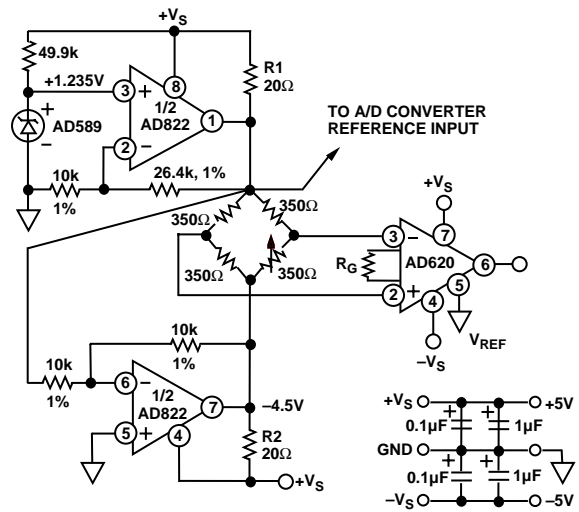 +VS
49.9k
+1.235V
3
+
8
1/2
AD822
1
R1
20Ω
+
AD589
−
2
−
TO A/D CONVERTER
REFERENCE INPUT
10k
1%
26.4k, 1%
350Ω
350Ω
350Ω
350Ω
+VS
3
−
7
AD620
6
RG
2
+
4
5
−VS
VREF
10k
1%
10k
1%
6
−
1/2
AD822
7
−4.5V
5
+
4
R2
20Ω
+VS
+VS
+5V
0.1µF
+
+
1µF
GND
0.1µF
+
+
1µF
−VS
−5V